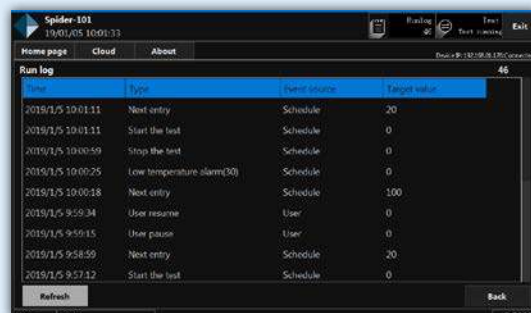 Spider-101
19/01/05 10:01:33
Runlog
46
Test
Test running
Exit
Home page Cloud About
Run log 46
Time Type Event source Target value
2019/1/5 10:01:11 Next entry Schedule 20
2019/1/5 10:01:11 Start the test Schedule 0
2019/1/5 10:00:59 Stop the test Schedule 0
2019/1/5 10:00:25 Low temperature alarm(30) Schedule 0
2019/1/5 10:00:18 Next entry Schedule 100
2019/1/5 9:59:34 User resume User 0
2019/1/5 9:59:15 User pause User 0
2019/1/5 9:58:59 Next entry Schedule 20
2019/1/5 9:57:12 Start the test Schedule 0
Refresh Back